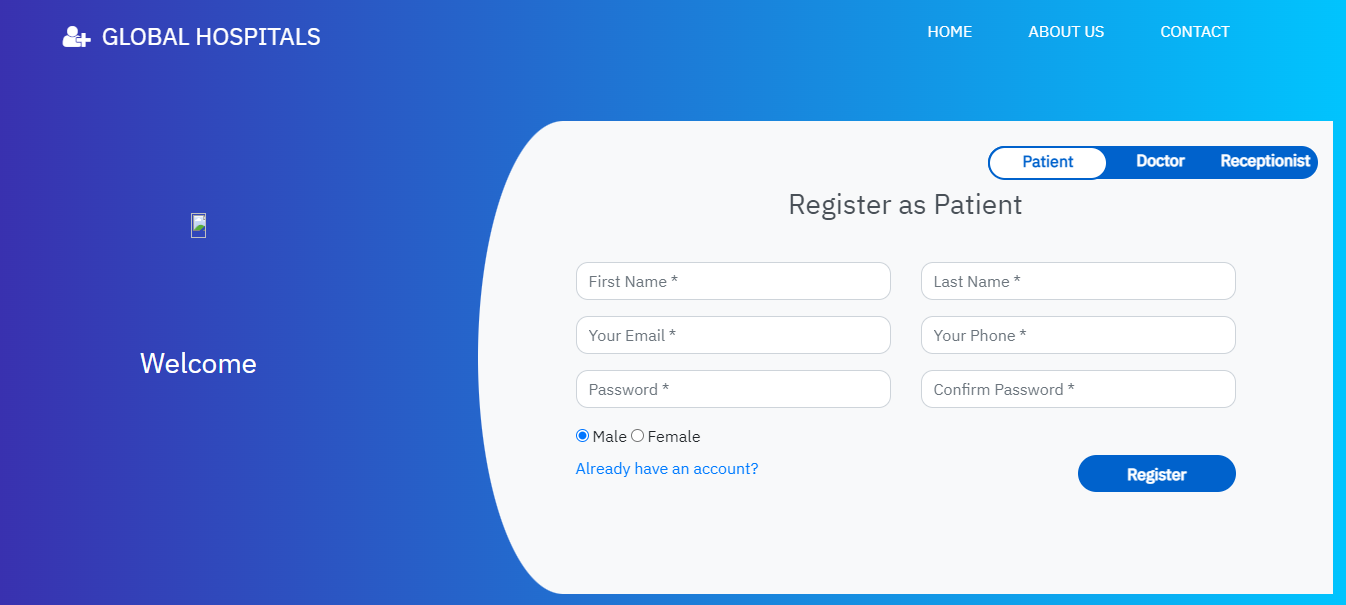 GLOBAL HOSPITALS
HOME ABOUT US CONTACT
Patient Doctor Receptionist
Register as Patient
First Name * Last Name *
Your Email * Your Phone *
Welcome
Password * Confirm Password *
Male Female
Already have an account?
Register